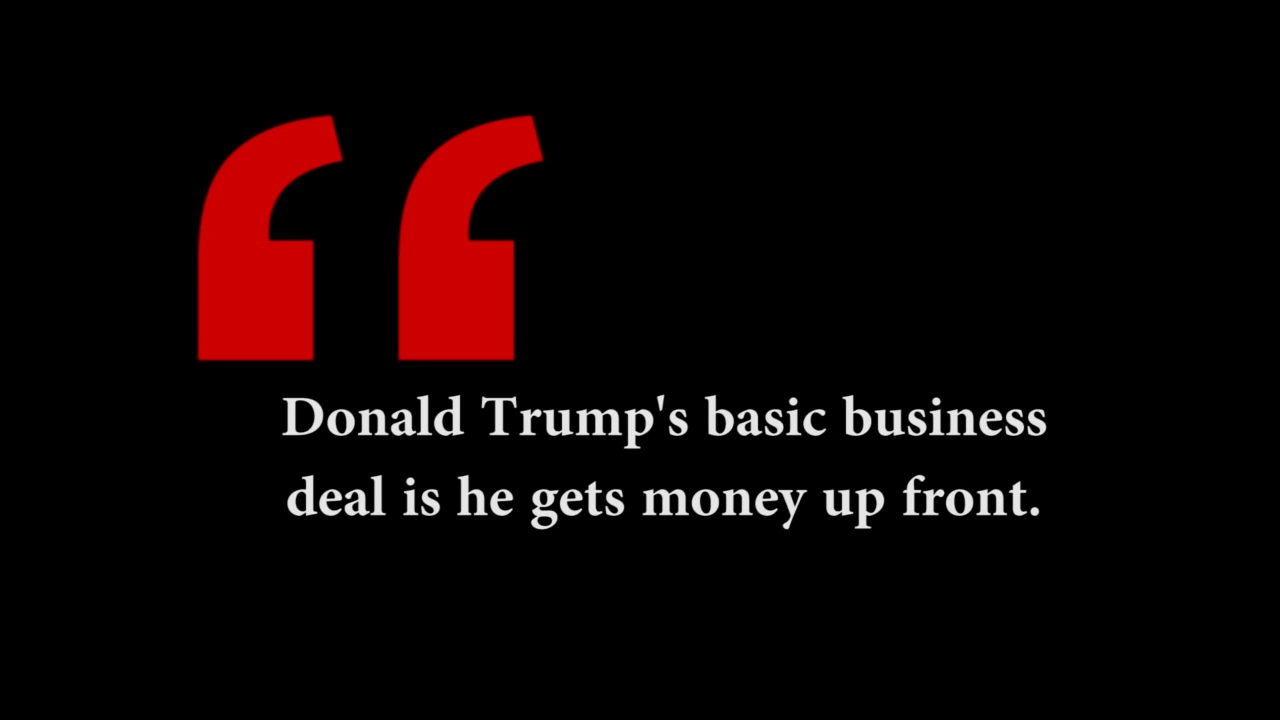 “
Donald Trump's basic business
deal is he gets money up front.